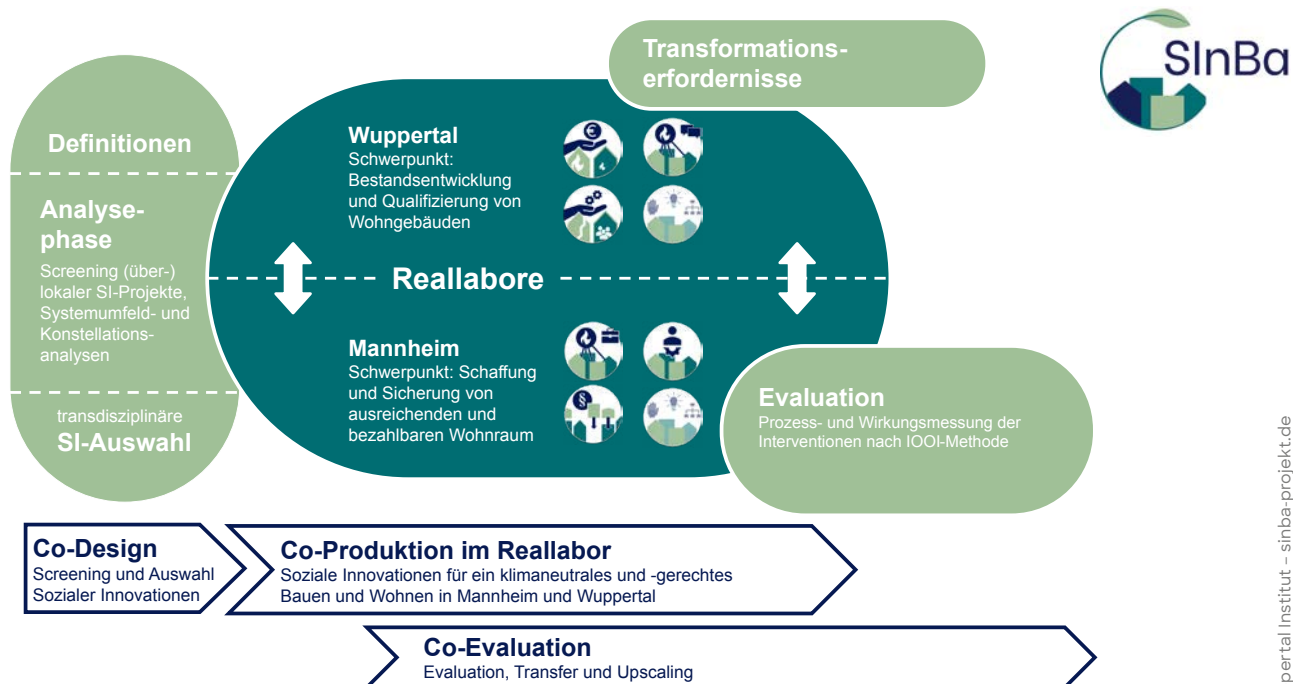 SInBa
Transformations-
erfordernisse
Definitionen
Analyse-
phase
Screening (über-)
lokaler SI-Projekte,
Systemumfeld- und
Konstellations-
analysen
transdisziplinäre
SI-Auswahl
Wuppertal
Schwerpunkt:
Bestandsentwicklung
und Qualifizierung von
Wohngebäuden
€
Reallabore
Mannheim
Schwerpunkt: Schaffung
und Sicherung von
ausreichenden und
bezahlbaren Wohnraum
§
Evaluation
Prozess- und Wirkungsmessung der
Interventionen nach IOOI-Methode
Co-Design
Screening und Auswahl
Sozialer Innovationen
Co-Produktion im Reallabor
Soziale Innovationen für ein klimaneutrales und -gerechtes
Bauen und Wohnen in Mannheim und Wuppertal
Co-Evaluation
Evaluation, Transfer und Upscaling
pertal Institut – sinba-projekt.de